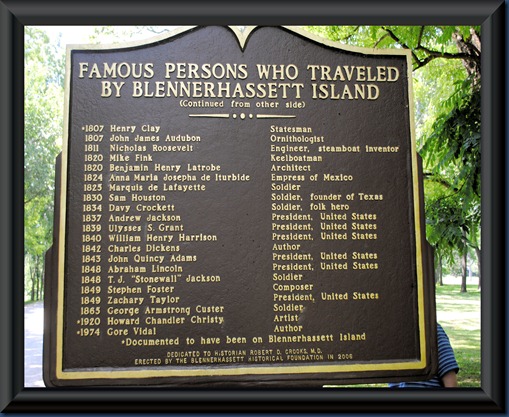 FAMOUS PERSONS WHO TRAVELED
BY BLENNERHASSETT ISLAND
(Continued from other side)
*1807 Henry Clay Statesman
1807 John James Audubon Ornithologist
1811 Nicholas Roosevelt Engineer, steamboat inventor
1820 Mike Fink Keelboatman
1820 Benjamin Henry Latrobe Architect
1824 Anna Maria Josepha de Iturbide Empress of Mexico
1825 Marquis de Lafayette Soldier
1830 Sam Houston Soldier, founder of Texas
1834 Davy Crockett Soldier, folk hero
1837 Andrew Jackson President, United States
1839 Ulysses S. Grant President, United States
1840 William Henry Harrison President, United States
1842 Charles Dickens Author
1843 John Quincy Adams President, United States
1848 Abraham Lincoln President, United States
1848 T. J. "Stonewall" Jackson Soldier
1849 Stephen Foster Composer
1849 Zachary Taylor President, United States
1865 George Armstrong Custer Soldier
*1920 Howard Chandler Christy Artist
*1974 Gore Vidal Author
*Documented to have been on Blennerhassett Island
DEDICATED TO HISTORIAN ROBERT D. CROOKS, M.D.
ERECTED BY THE BLENNERHASSETT HISTORICAL FOUNDATION IN 2006